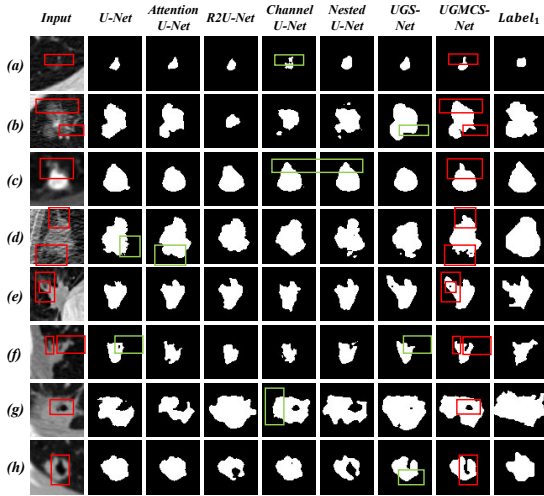 Input U-Net Attention U-Net R2U-Net Channel U-Net Nested U-Net UGS-Net UGMCS-Net Label₁
(a)
(b)
(c)
(d)
(e)
(f)
(g)
(h)